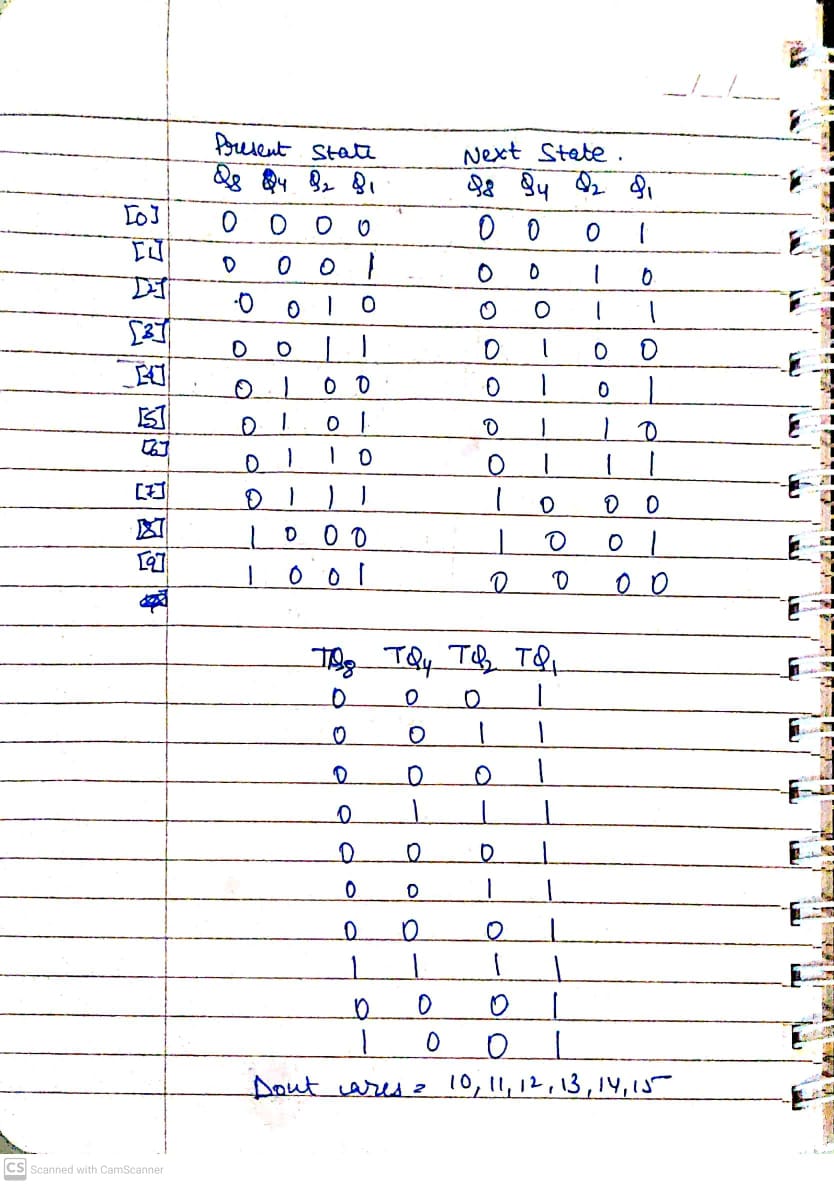 _/_/_
Present State Next State.
Q8 Q4 Q2 Q1 Q8 Q4 Q2 Q1
[0] 0 0 0 0 0 0 0 1
[1] 0 0 0 1 0 0 1 0
[2] 0 0 1 0 0 0 1 1
[3] 0 0 1 1 0 1 0 0
[4] 0 1 0 0 0 1 0 1
[5] 0 1 0 1 0 1 1 0
[6] 0 1 1 0 0 1 1 1
[7] 0 1 1 1 1 0 0 0
[8] 1 0 0 0 1 0 0 1
[9] 1 0 0 1 0 0 0 0
TQ8 TQ4 TQ2 TQ1
0 0 0 1
0 0 1 1
0 0 0 1
0 1 1 1
0 0 0 1
0 0 1 1
0 0 0 1
1 1 1 1
0 0 0 1
1 0 0 1
Dont cares = 10, 11, 12, 13, 14, 15
CS Scanned with CamScanner